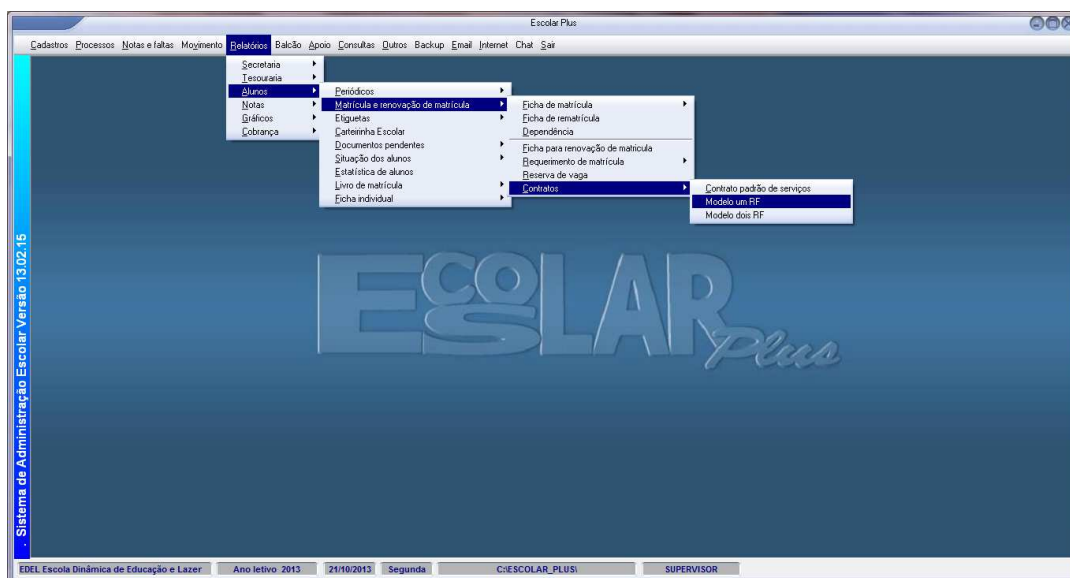 Escolar Plus
Cadastros Processos Notas e faltas Movimento Relatórios Balcão Apoio Consultas Outros Backup Email Internet Chat Sair
Secretaria
Tesouraria
Alunos
Notas
Gráficos
Cobrança
Periódicos
Matrícula e renovação de matrícula
Etiquetas
Carteirinha Escolar
Documentos pendentes
Situação dos alunos
Estatística de alunos
Livro de matrícula
Ficha individual
Ficha de matrícula
Ficha de rematrícula
Dependência
Ficha para renovação de matricula
Requerimento de matrícula
Reserva de vaga
Contratos
Contrato padrão de serviços
Modelo um RF
Modelo dois RF
ESCOLAR Plus
. Sistema de Administração Escolar Versão 13.02.15
EDEL Escola Dinâmica de Educação e Lazer Ano letivo 2013 21/10/2013 Segunda C:\ESCOLAR_PLUS\ SUPERVISOR